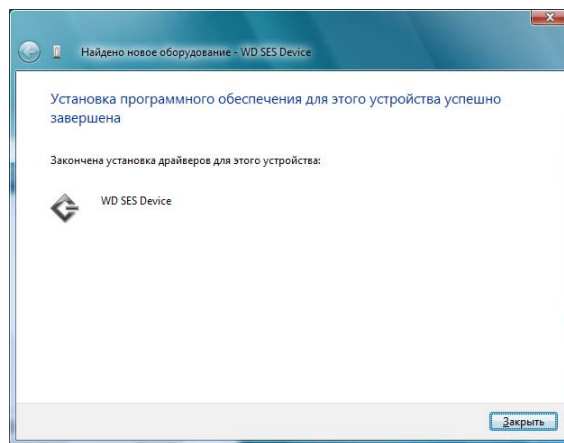 Найдено новое оборудование - WD SES Device
Установка программного обеспечения для этого устройства успешно
завершена
Закончена установка драйверов для этого устройства:
WD SES Device
Закрыть